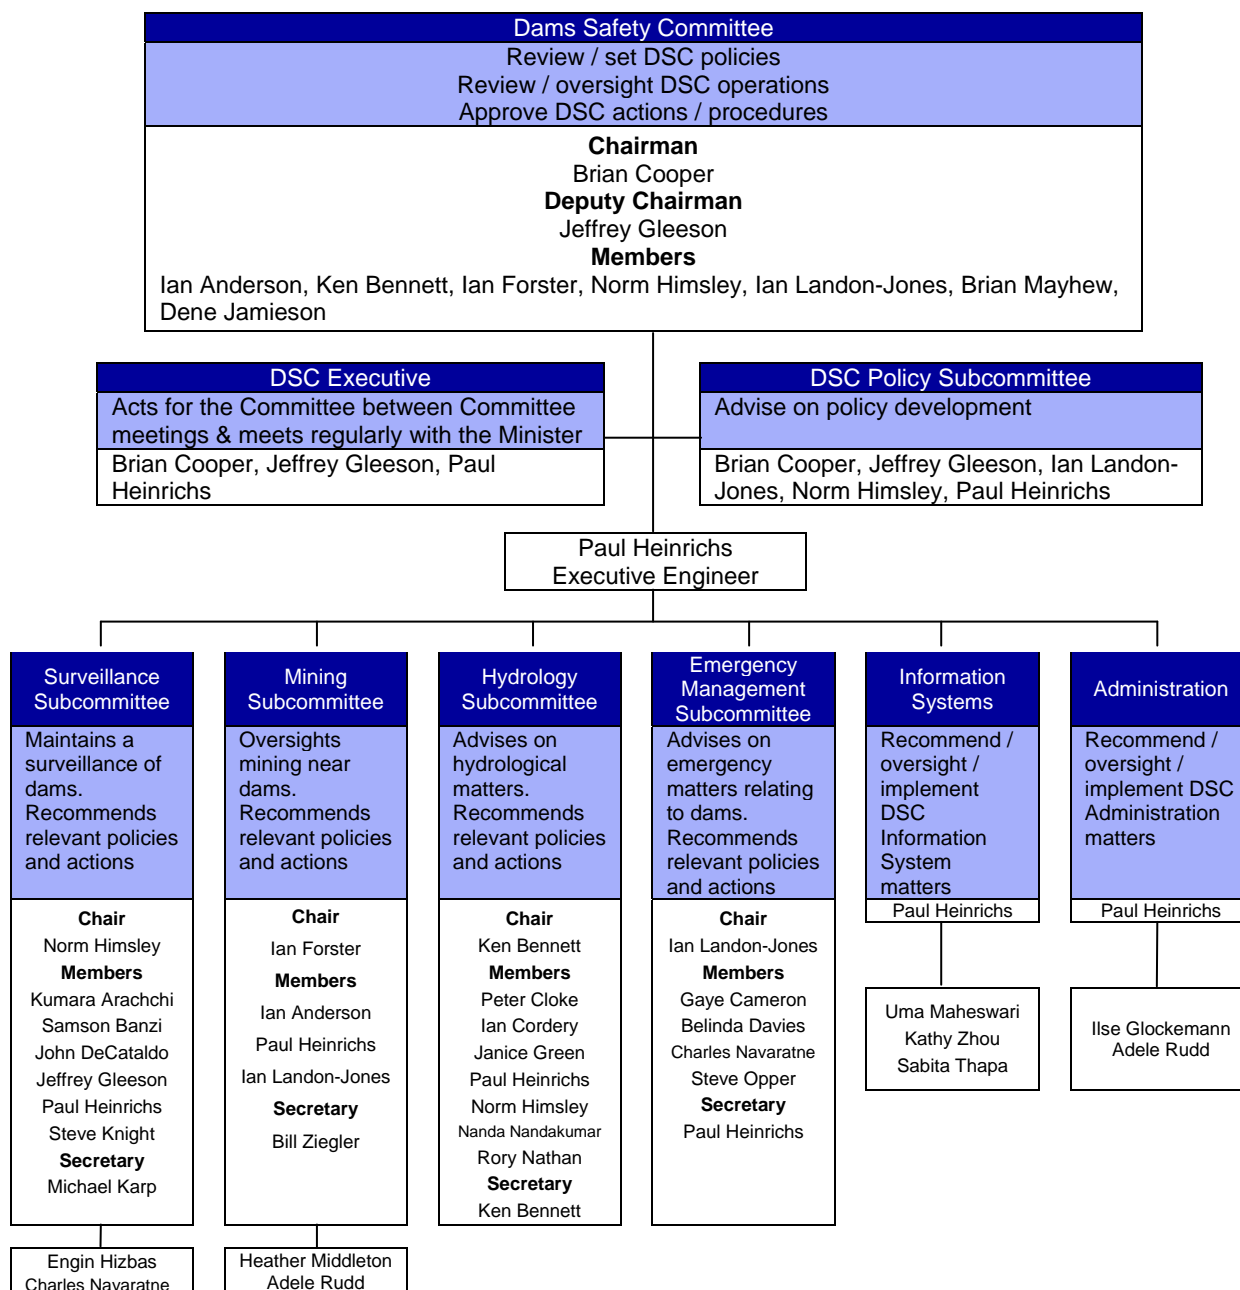 Dams Safety Committee
Review / set DSC policies
Review / oversight DSC operations
Approve DSC actions / procedures
Chairman
Brian Cooper
Deputy Chairman
Jeffrey Gleeson
Members
Ian Anderson, Ken Bennett, Ian Forster, Norm Himsley, Ian Landon-Jones, Brian Mayhew,
Dene Jamieson
DSC Executive
Acts for the Committee between Committee
meetings & meets regularly with the Minister
Brian Cooper, Jeffrey Gleeson, Paul
Heinrichs
DSC Policy Subcommittee
Advise on policy development
Brian Cooper, Jeffrey Gleeson, Ian Landon-
Jones, Norm Himsley, Paul Heinrichs
Paul Heinrichs
Executive Engineer
Surveillance
Subcommittee
Maintains a
surveillance of
dams.
Recommends
relevant policies
and actions
Chair
Norm Himsley
Members
Kumara Arachchi
Samson Banzi
John DeCataldo
Jeffrey Gleeson
Paul Heinrichs
Steve Knight
Secretary
Michael Karp
Engin Hizbas
Charles Navaratne
Mining
Subcommittee
Oversights
mining near
dams.
Recommends
relevant policies
and actions
Chair
Ian Forster
Members
Ian Anderson
Paul Heinrichs
Ian Landon-Jones
Secretary
Bill Ziegler
Heather Middleton
Adele Rudd
Hydrology
Subcommittee
Advises on
hydrological
matters.
Recommends
relevant policies
and actions
Chair
Ken Bennett
Members
Peter Cloke
Ian Cordery
Janice Green
Paul Heinrichs
Norm Himsley
Nanda Nandakumar
Rory Nathan
Secretary
Ken Bennett
Emergency
Management
Subcommittee
Advises on
emergency
matters relating
to dams.
Recommends
relevant policies
and actions
Chair
Ian Landon-Jones
Members
Gaye Cameron
Belinda Davies
Charles Navaratne
Steve Opper
Secretary
Paul Heinrichs
Information
Systems
Recommend /
oversight /
implement
DSC
Information
System
matters
Paul Heinrichs
Uma Maheswari
Kathy Zhou
Sabita Thapa
Administration
Recommend /
oversight /
implement DSC
Administration
matters
Paul Heinrichs
Ilse Glockemann
Adele Rudd